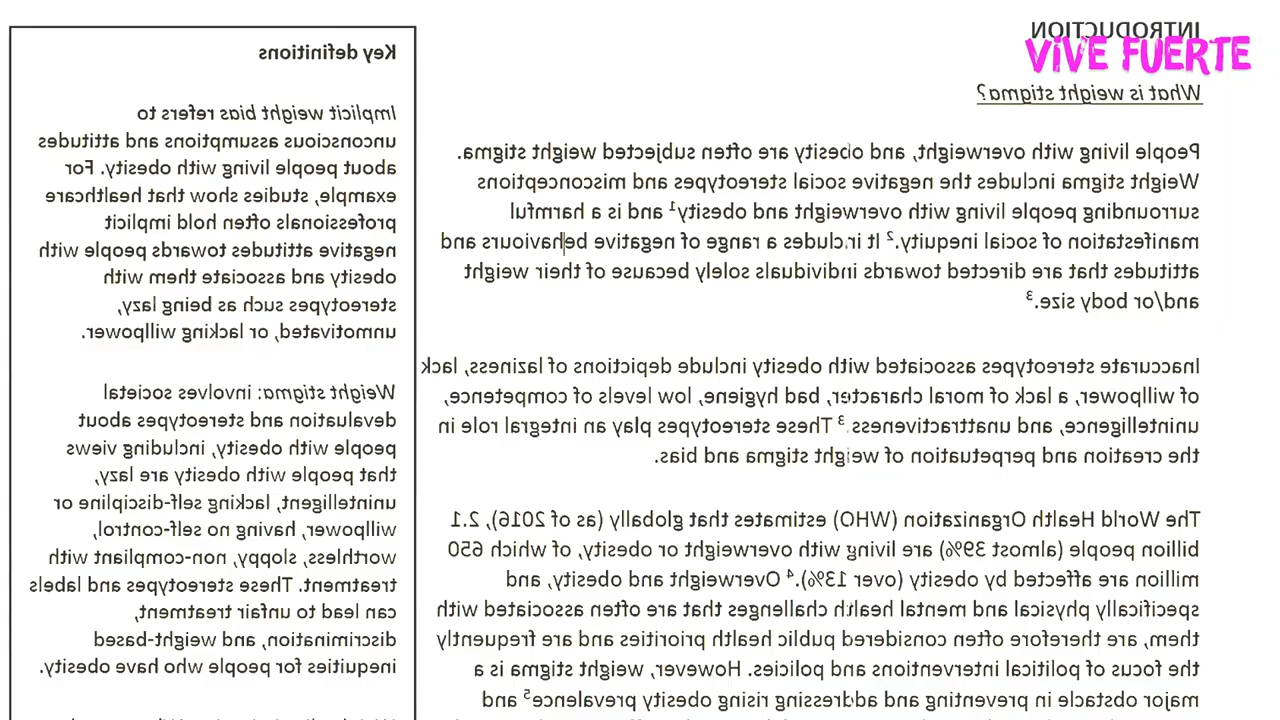 INTRODUCTION
VIVE FUERTE
What is weight stigma?
People living with overweight, and obesity are often subjected weight stigma.
Weight stigma includes the negative social stereotypes and misconceptions
surrounding people living with overweight and obesity¹ and is a harmful
manifestation of social inequity.² It includes a range of negative behaviours and
attitudes that are directed towards individuals solely because of their weight
and/or body size.³
Inaccurate stereotypes associated with obesity include depictions of laziness, lack
of willpower, a lack of moral character, bad hygiene, low levels of competence,
unintelligence, and unattractiveness.³ These stereotypes play an integral role in
the creation and perpetuation of weight stigma and bias.
The World Health Organization (WHO) estimates that globally (as of 2016), 2.1
billion people (almost 39%) are living with overweight or obesity, of which 650
million are affected by obesity (over 13%).⁴ Overweight and obesity, and
specifically physical and mental health challenges that are often associated with
them, are therefore often considered public health priorities and are frequently
the focus of political interventions and policies. However, weight stigma is a
major obstacle in preventing and addressing rising obesity prevalence⁵ and
Key definitions
Implicit weight bias refers to
unconscious assumptions and attitudes
about people living with obesity. For
example, studies show that healthcare
professionals often hold implicit
negative attitudes towards people with
obesity and associate them with
stereotypes such as being lazy,
unmotivated, or lacking willpower.
Weight stigma: involves societal
devaluation and stereotypes about
people with obesity, including views
that people with obesity are lazy,
unintelligent, lacking self-discipline or
willpower, having no self-control,
worthless, sloppy, non-compliant with
treatment. These stereotypes and labels
can lead to unfair treatment,
discrimination, and weight-based
inequities for people who have obesity.